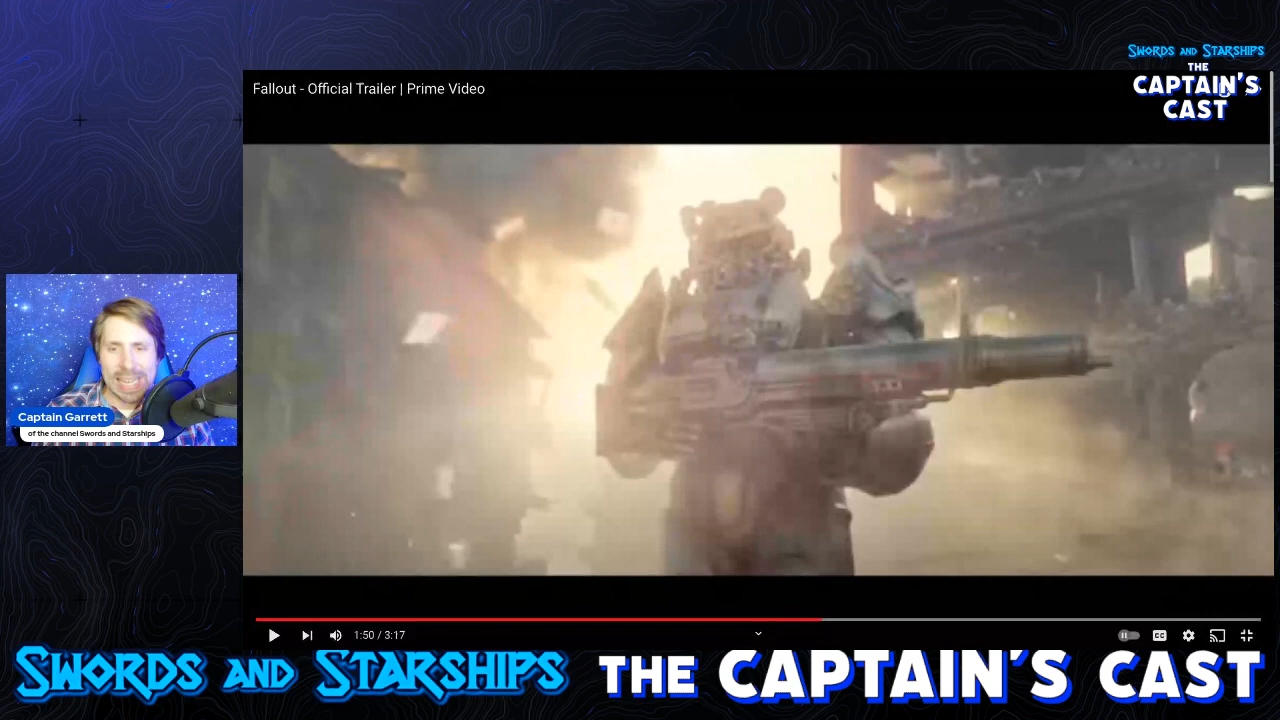 Swords and Starships
THE
CAPTAIN'S
CAST
Fallout - Official Trailer | Prime Video
Captain Garrett
of the channel Swords and Starships
1:50 / 3:17
CC
Swords and Starships THE CAPTAIN'S CAST